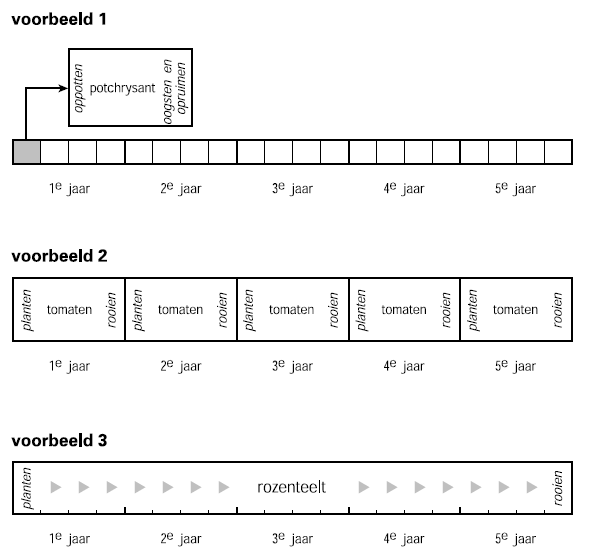 voorbeeld 1
oppotten
potchrysant
oogsten en
opruimen
1e jaar 2e jaar 3e jaar 4e jaar 5e jaar
voorbeeld 2
planten tomaten rooien planten tomaten rooien planten tomaten rooien planten tomaten rooien planten tomaten rooien
1e jaar 2e jaar 3e jaar 4e jaar 5e jaar
voorbeeld 3
planten rozenteelt rooien
1e jaar 2e jaar 3e jaar 4e jaar 5e jaar